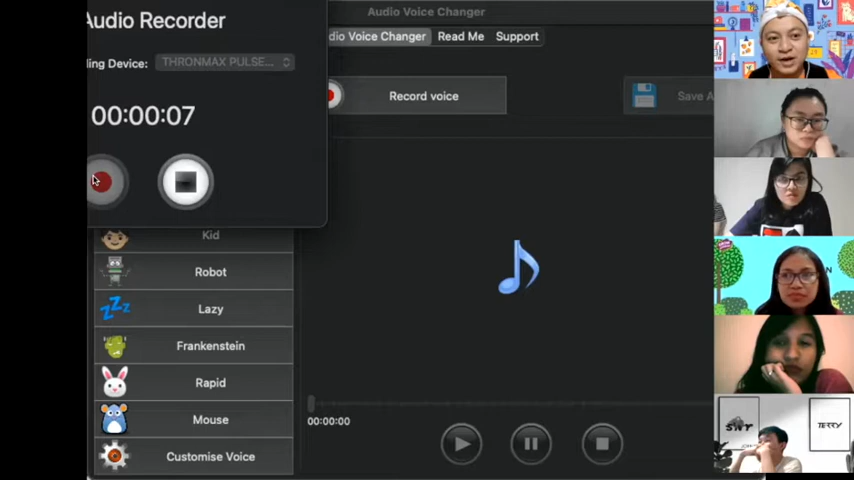 Audio Recorder
ding Device:
THRONMAX PULSE...
00:00:07
Audio Voice Changer
dio Voice Changer
Read Me
Support
Record voice
Save A
Kid
Robot
Lazy
Frankenstein
Rapid
Mouse
Customise Voice
00:00:00
TERRY